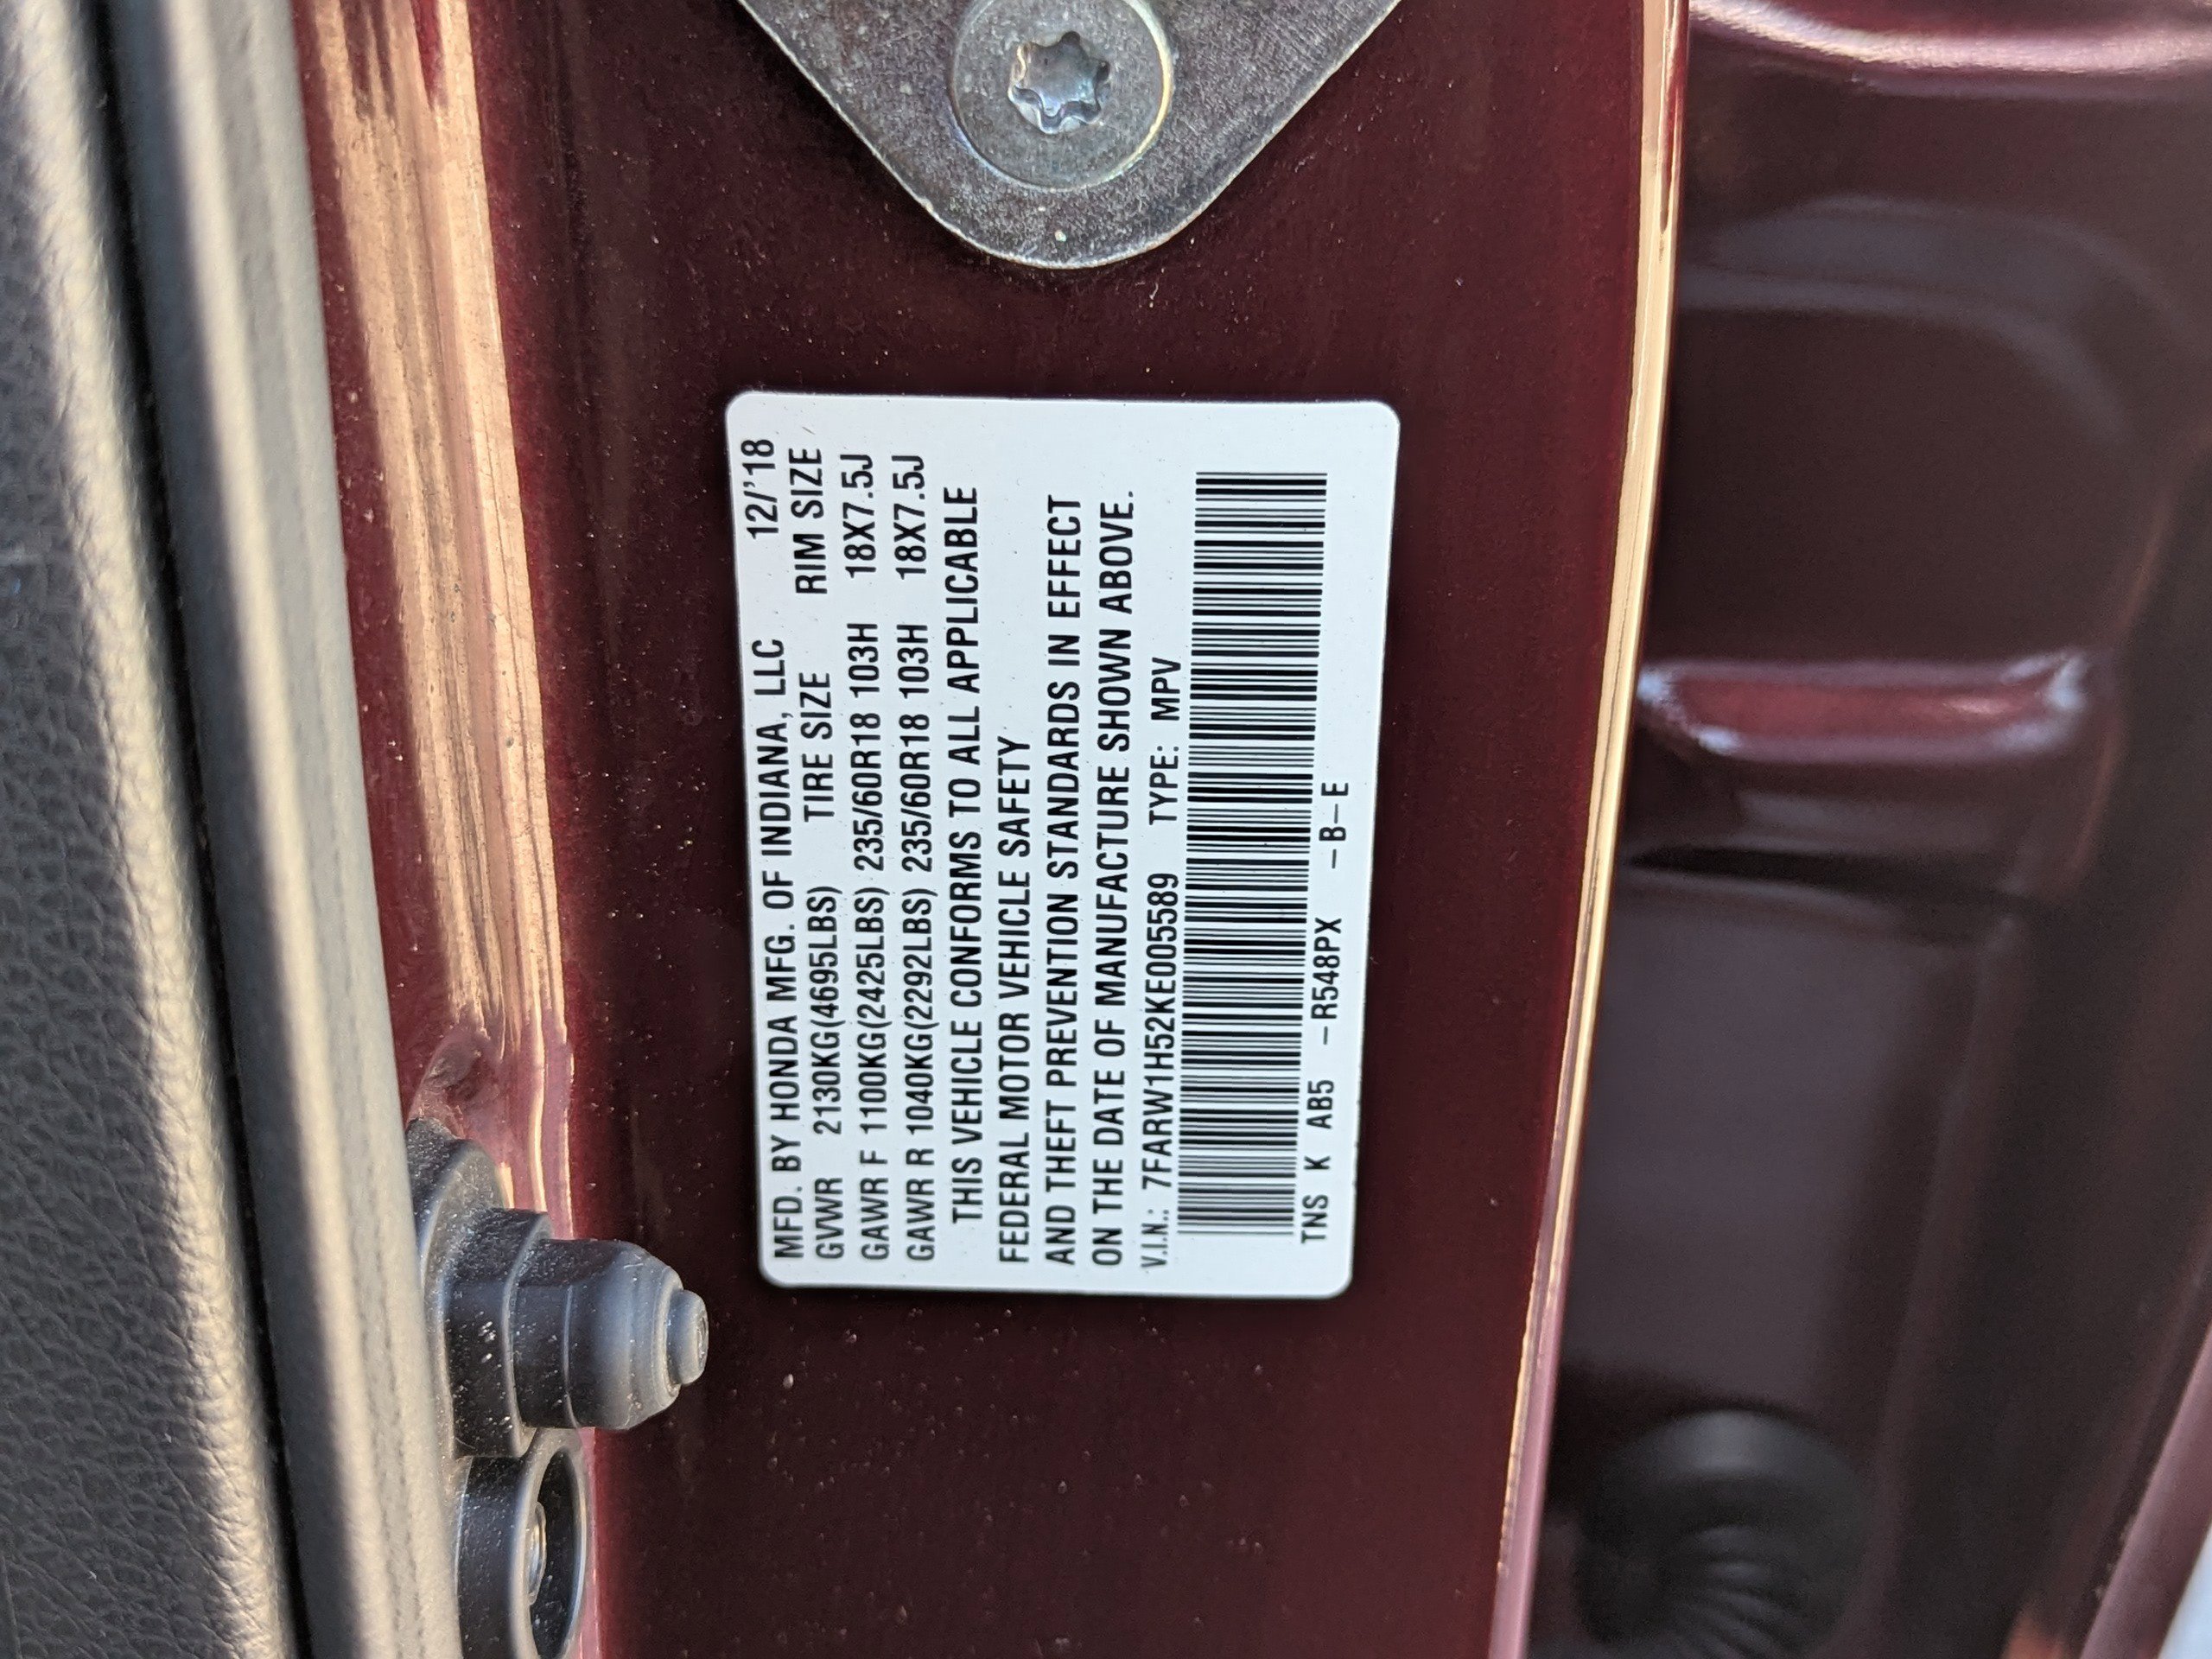 MFD. BY HONDA MFG. OF INDIANA, LLC 12/'18
GVWR 2130KG(4695LBS) TIRE SIZE RIM SIZE
GAWR F 1100KG(2425LBS) 235/60R18 103H 18X7.5J
GAWR R 1040KG(2292LBS) 235/60R18 103H 18X7.5J
THIS VEHICLE CONFORMS TO ALL APPLICABLE
FEDERAL MOTOR VEHICLE SAFETY
AND THEFT PREVENTION STANDARDS IN EFFECT
ON THE DATE OF MANUFACTURE SHOWN ABOVE.
V.I.N.: 7FARW1H52KE005589 TYPE: MPV
TNS K AB5 -R548PX -B-E